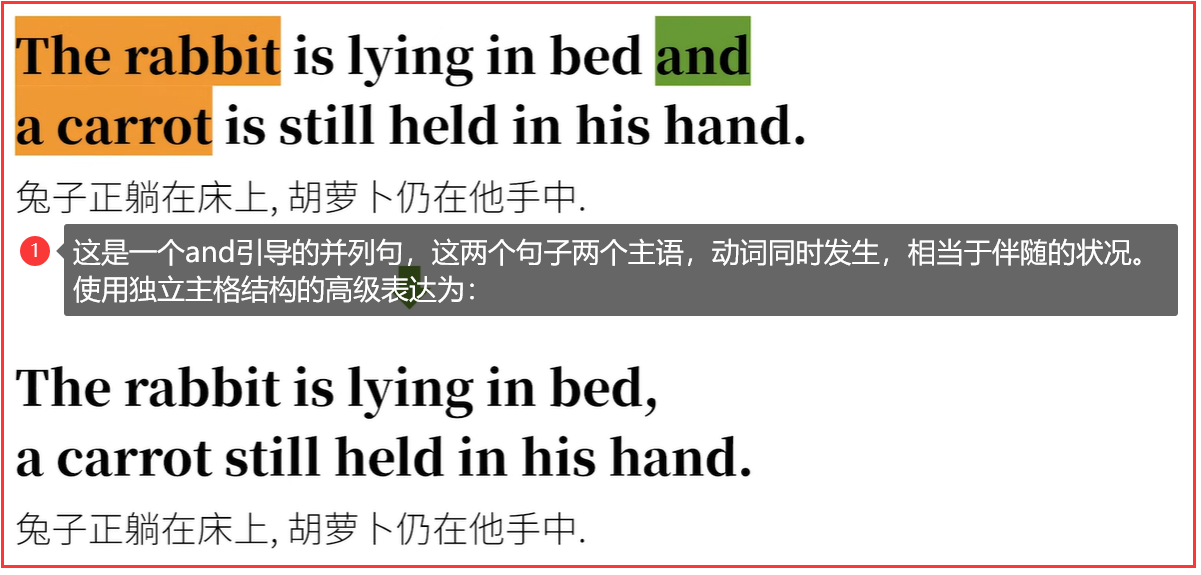 The rabbit is lying in bed and
a carrot is still held in his hand.
兔子正躺在床上, 胡萝卜仍在他手中.
1 这是一个and引导的并列句，这两个句子两个主语，动词同时发生，相当于伴随的状况。
使用独立主格结构的高级表达为：
The rabbit is lying in bed,
a carrot still held in his hand.
兔子正躺在床上, 胡萝卜仍在他手中.